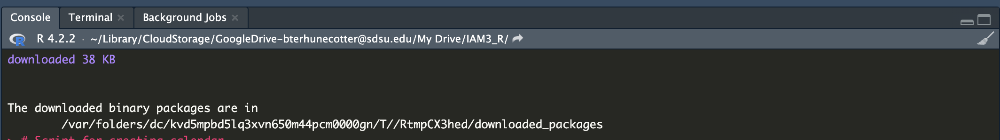 Console Terminal × Background Jobs ×
R R 4.2.2 · ~/Library/CloudStorage/GoogleDrive-bterhunecotter@sdsu.edu/My Drive/IAM3_R/
downloaded 38 KB
The downloaded binary packages are in
/var/folders/dc/kvd5mpbd5lq3xvn650m44pcm0000gn/T//RtmpCX3hed/downloaded_packages
> # Script for creating calendar